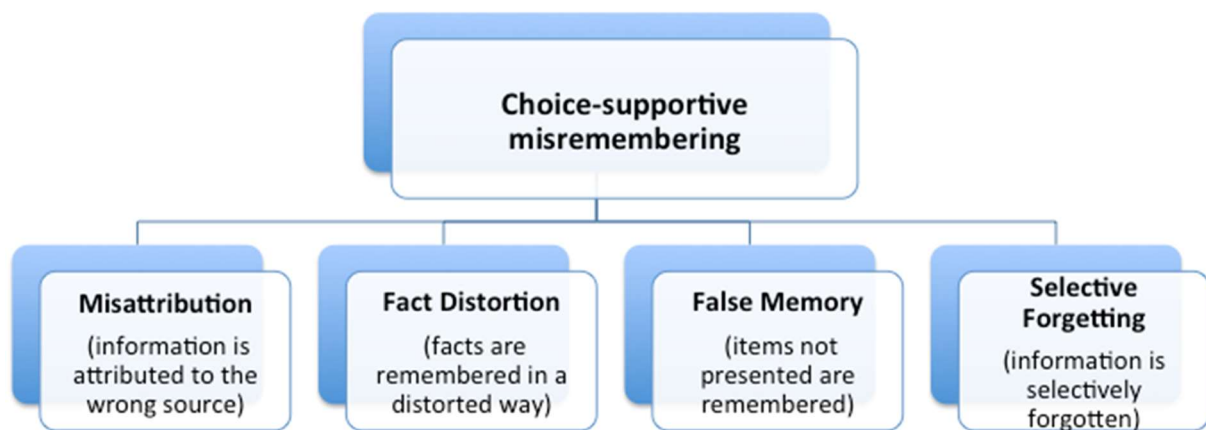 Choice-supportive
misremembering
Misattribution
(information is
attributed to the
wrong source)
Fact Distortion
(facts are
remembered in a
distorted way)
False Memory
(items not
presented are
remembered)
Selective
Forgetting
(information is
selectively
forgotten)